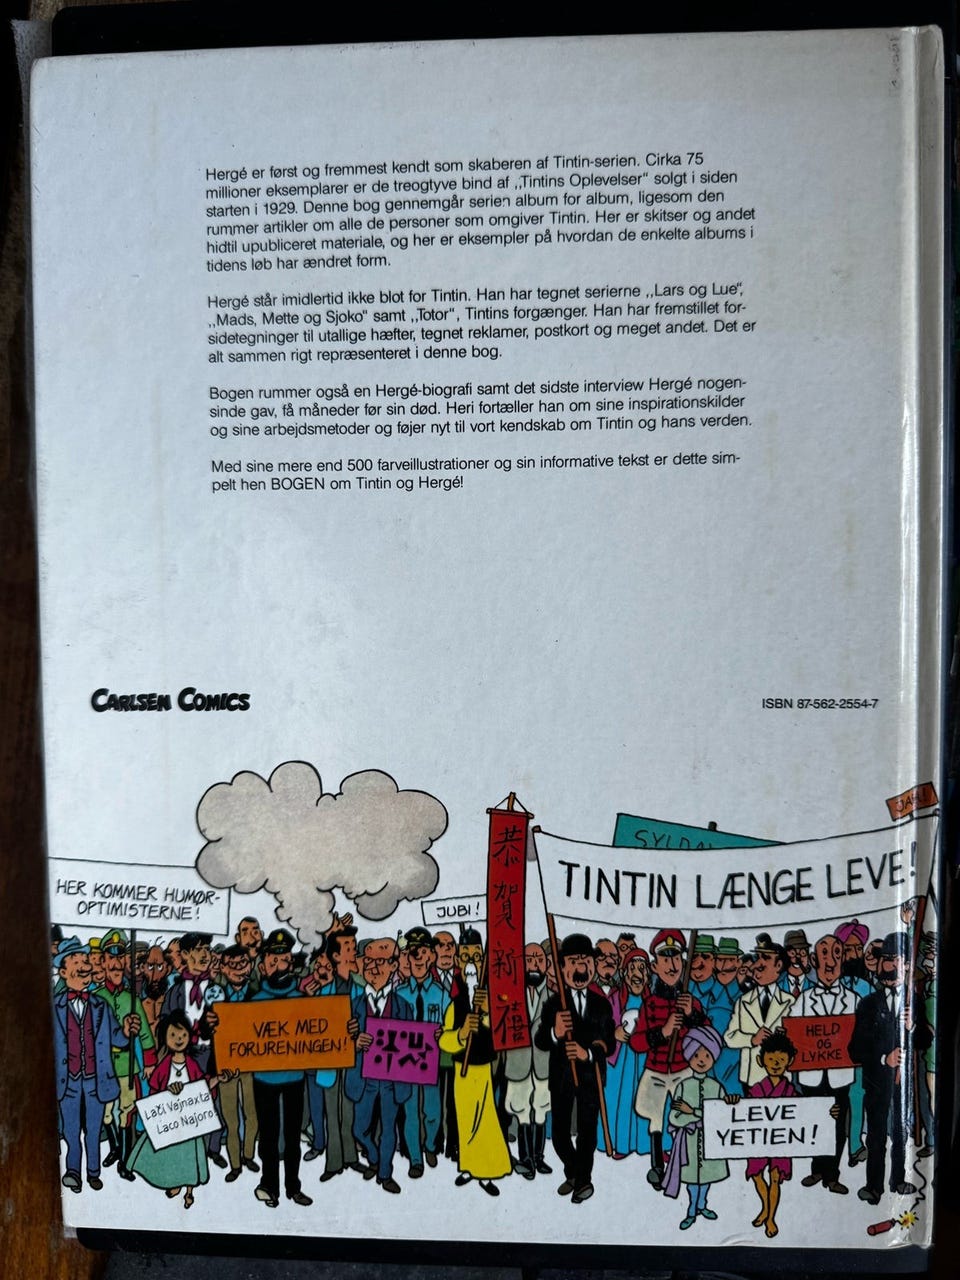 Hergé er først og fremmest kendt som skaberen af Tintin-serien. Cirka 75
millioner eksemplarer er de treogtyve bind af ,,Tintins Oplevelser“ solgt i siden
starten i 1929. Denne bog gennemgår serien album for album, ligesom den
rummer artikler om alle de personer som omgiver Tintin. Her er skitser og andet
hidtil upubliceret materiale, og her er eksempler på hvordan de enkelte albums i
tidens løb har ændret form.
Hergé står imidlertid ikke blot for Tintin. Han har tegnet serierne ,,Lars og Lue“,
,,Mads, Mette og Sjoko“ samt ,,Totor“, Tintins forgænger. Han har fremstillet for-
sidetegninger til utallige hæfter, tegnet reklamer, postkort og meget andet. Det er
alt sammen rigt repræsenteret i denne bog.
Bogen rummer også en Hergé-biografi samt det sidste interview Hergé nogen-
sinde gav, få måneder før sin død. Heri fortæller han om sine inspirationskilder
og sine arbejdsmetoder og føjer nyt til vort kendskab om Tintin og hans verden.
Med sine mere end 500 farveillustrationer og sin informative tekst er dette sim-
pelt hen BOGEN om Tintin og Hergé!
CARLSEN COMICS
ISBN 87-562-2554-7
HER KOMMER HUMØR-
OPTIMISTERNE!
JUBI!
恭賀新禧
TINTIN LÆNGE LEVE!
VÆK MED
FORURENINGEN!
HELD
OG
LYKKE
Lačí Vajnaxta
Laco Najoro
LEVE
YETIEN!